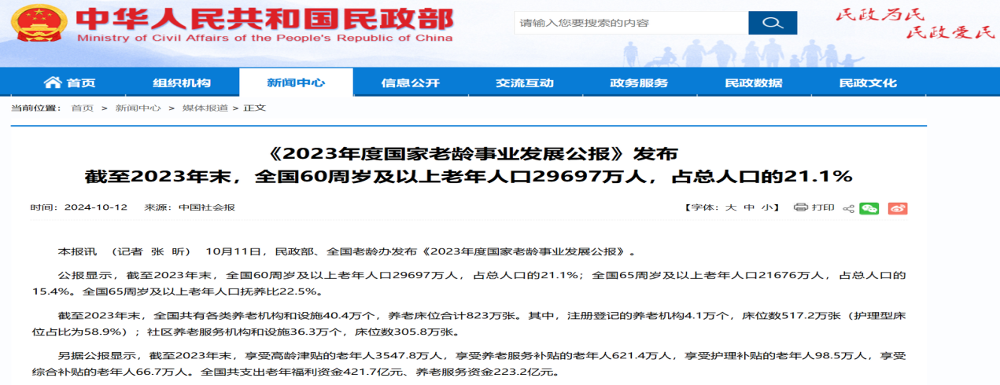 中华人民共和国民政部
Ministry of Civil Affairs of the People's Republic of China
请输入您要搜索的内容
民政为民
民政爱民
首页 组织机构 新闻中心 信息公开 交流互动 政务服务 民政数据 民政文化
当前位置： 首页 > 新闻中心 > 媒体报道 > 正文
《2023年度国家老龄事业发展公报》发布
截至2023年末，全国60周岁及以上老年人口29697万人，占总人口的21.1%
时间：2024-10-12 来源：中国社会报 【字体：大 中 小】 打印
本报讯 （记者 张 昕） 10月11日，民政部、全国老龄办发布《2023年度国家老龄事业发展公报》。
公报显示，截至2023年末，全国60周岁及以上老年人口29697万人，占总人口的21.1%；全国65周岁及以上老年人口21676万人，占总人口的
15.4%。全国65周岁及以上老年人口抚养比22.5%。
截至2023年末，全国共有各类养老机构和设施40.4万个，养老床位合计823万张。其中，注册登记的养老机构4.1万个，床位数517.2万张（护理型床
位占比为58.9%）；社区养老服务机构和设施36.3万个，床位数305.8万张。
另据公报显示，截至2023年末，享受高龄津贴的老年人3547.8万人，享受养老服务补贴的老年人621.4万人，享受护理补贴的老年人98.5万人，享受
综合补贴的老年人66.7万人。全国共支出老年福利资金421.7亿元、养老服务资金223.2亿元。